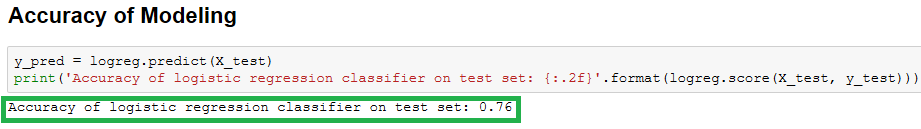 Accuracy of Modeling
y_pred = logreg.predict(X_test)
print('Accuracy of logistic regression classifier on test set: {:.2f}'.format(logreg.score(X_test, y_test)))
Accuracy of logistic regression classifier on test set: 0.76